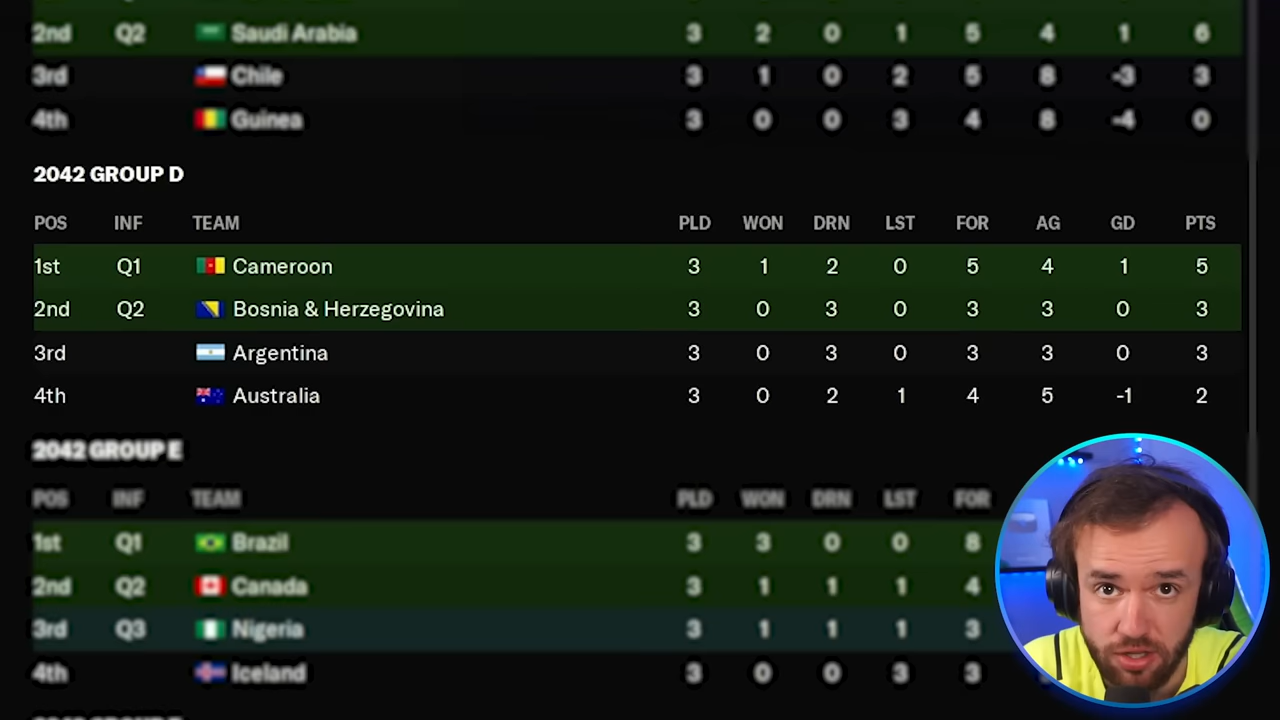 2nd Q2 Saudi Arabia 3 2 0 1 5 4 1 6
3rd Chile 3 1 0 2 5 8 -3 3
4th Guinea 3 0 0 3 4 8 -4 0
2042 GROUP D
POS INF TEAM PLD WON DRN LST FOR AG GD PTS
1st Q1 Cameroon 3 1 2 0 5 4 1 5
2nd Q2 Bosnia & Herzegovina 3 0 3 0 3 3 0 3
3rd Argentina 3 0 3 0 3 3 0 3
4th Australia 3 0 2 1 4 5 -1 2
2042 GROUP E
POS INF TEAM PLD WON DRN LST FOR
1st Q1 Brazil 3 3 0 0 8
2nd Q2 Canada 3 1 1 1 4
3rd Q3 Nigeria 3 1 1 1 3
4th Iceland 3 0 0 3 3